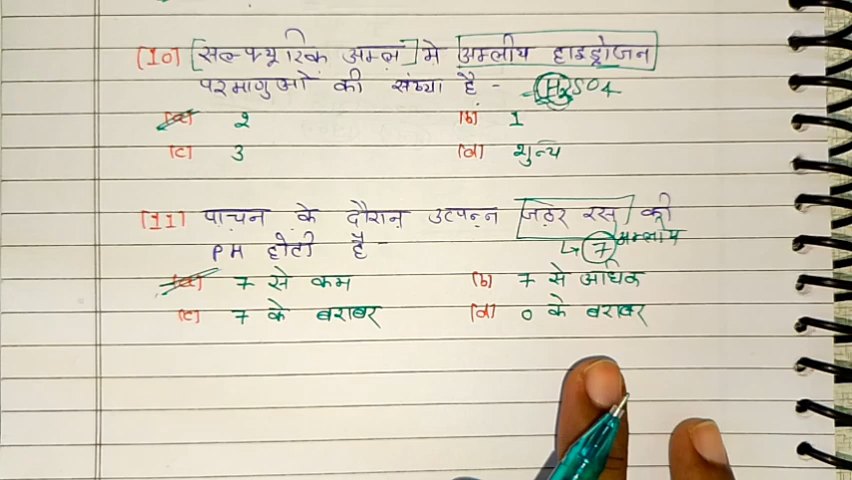 (10) [सल्फ्यूरिक अम्ल] मे अम्लीय हाइड्रोजन
परमाणुओं की संख्या है - H2SO4
(a) 2 (b) 1
(c) 3 (d) शुन्य
(11) पाचन के दौरान उत्पन्न जठर रस की
PH होती है - ↳ 7 अम्लीय
(a) 7 से कम (b) 7 से अधिक
(c) 7 के बराबर (d) 0 के बराबर